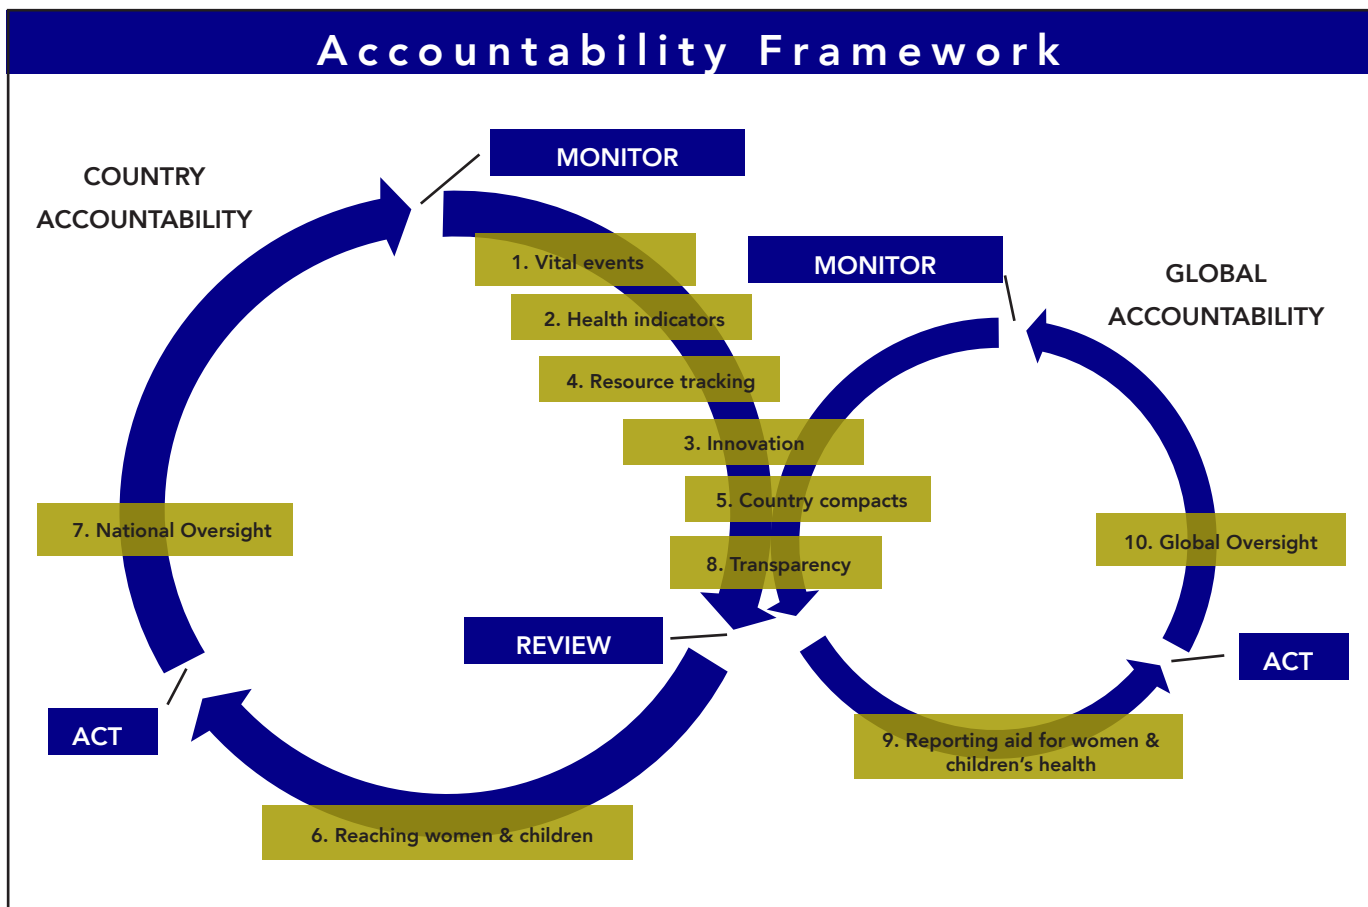 Accountability Framework
MONITOR
COUNTRY
ACCOUNTABILITY
MONITOR
GLOBAL
ACCOUNTABILITY
1. Vital events
2. Health indicators
4. Resource tracking
3. Innovation
5. Country compacts
8. Transparency
7. National Oversight
10. Global Oversight
REVIEW
ACT
ACT
9. Reporting aid for women &
children’s health
6. Reaching women & children